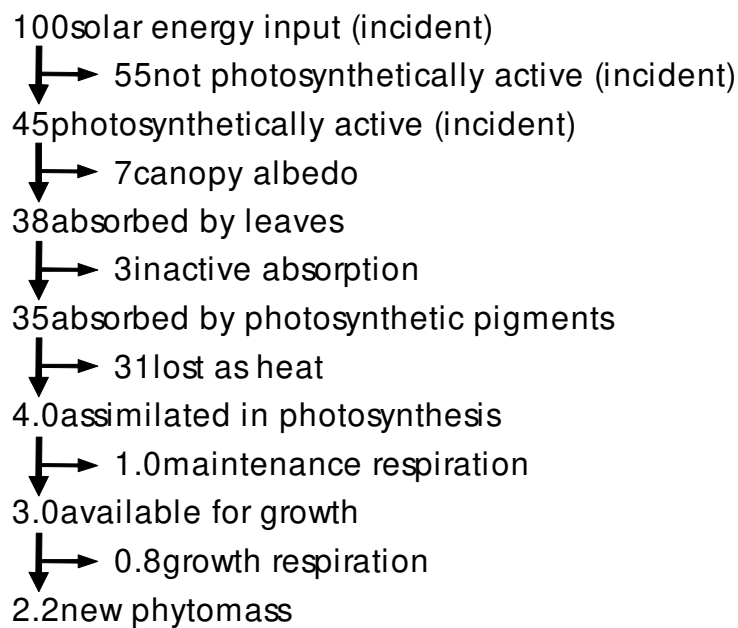 100solar energy input (incident)
55not photosynthetically active (incident)
45photosynthetically active (incident)
7canopy albedo
38absorbed by leaves
3inactive absorption
35absorbed by photosynthetic pigments
31lost as heat
4.0assimilated in photosynthesis
1.0maintenance respiration
3.0available for growth
0.8growth respiration
2.2new phytomass